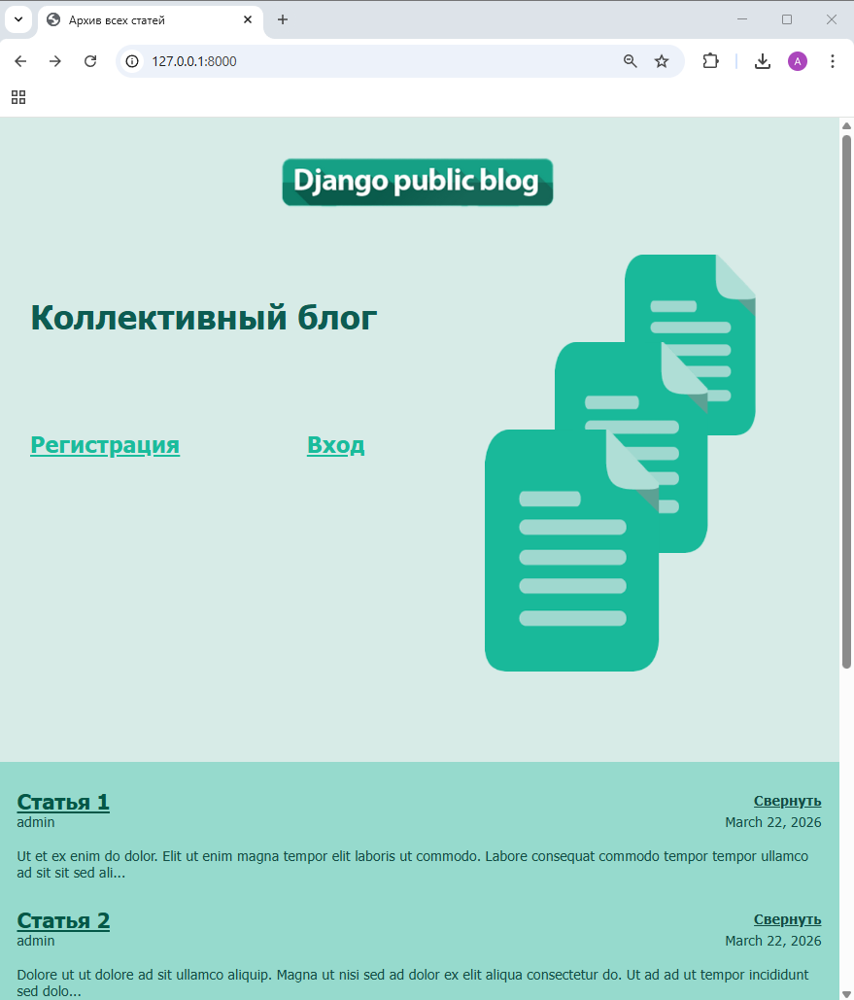 Архив всех статей
127.0.0.1:8000
A
Django public blog
Коллективный блог
Регистрация Вход
Статья 1 Свернуть
admin March 22, 2026
Ut et ex enim do dolor. Elit ut enim magna tempor elit laboris ut commodo. Labore consequat commodo tempor tempor ullamco
ad sit sit sed ali...
Статья 2 Свернуть
admin March 22, 2026
Dolore ut ut dolore ad sit ullamco aliquip. Magna ut nisi sed ad dolor ex elit aliqua consectetur do. Ut ad ad ut tempor incididunt
sed dolo...